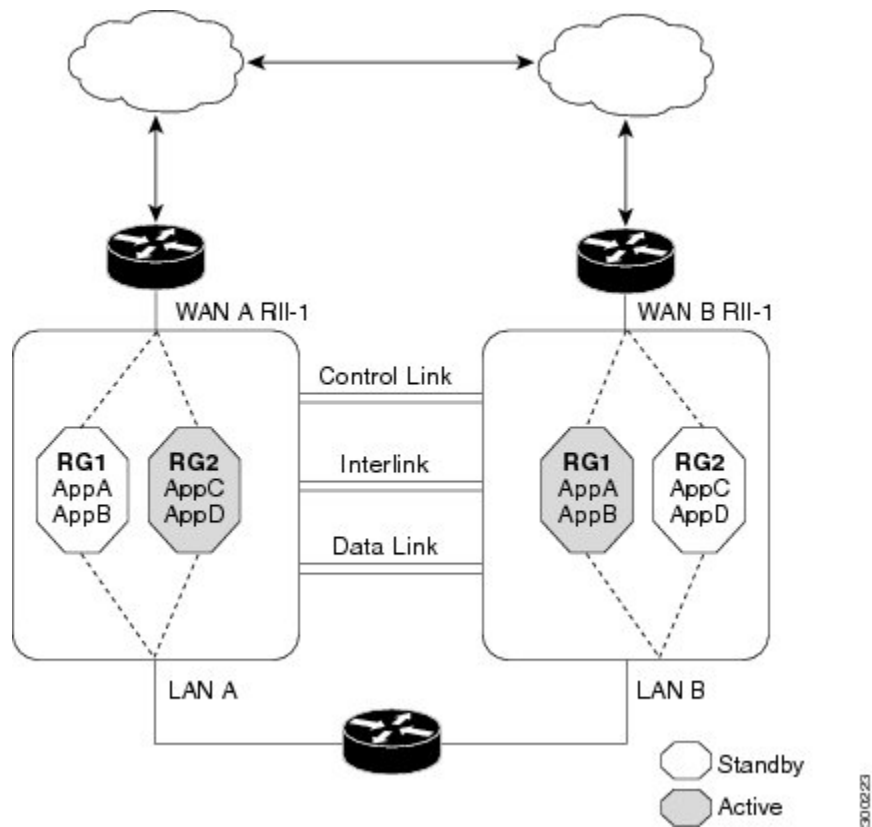 WAN A RII-1
WAN B RII-1
Control Link
RG1
AppA
AppB
RG2
AppC
AppD
Interlink
RG1
AppA
AppB
RG2
AppC
AppD
Data Link
LAN A
LAN B
Standby
Active
300223